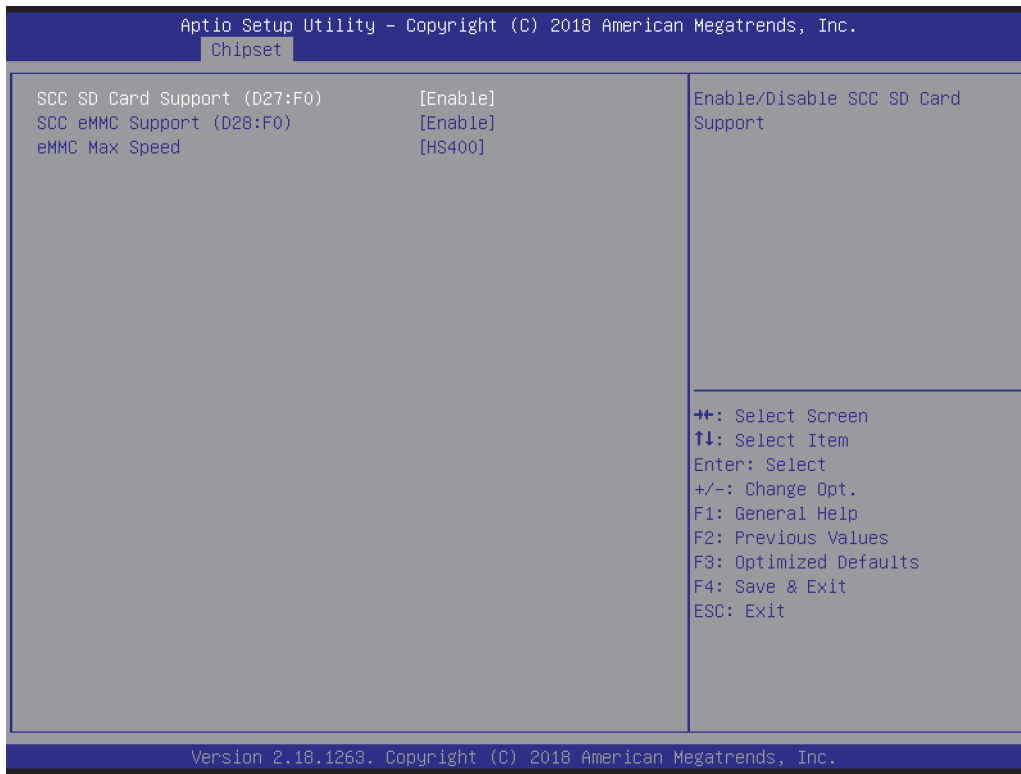 Aptio Setup Utility – Copyright (C) 2018 American Megatrends, Inc.
Chipset
SCC SD Card Support (D27:F0) [Enable]
SCC eMMC Support (D28:F0) [Enable]
eMMC Max Speed [HS400]
Enable/Disable SCC SD Card
Support
→←: Select Screen
↑↓: Select Item
Enter: Select
+/-: Change Opt.
F1: General Help
F2: Previous Values
F3: Optimized Defaults
F4: Save & Exit
ESC: Exit
Version 2.18.1263. Copyright (C) 2018 American Megatrends, Inc.